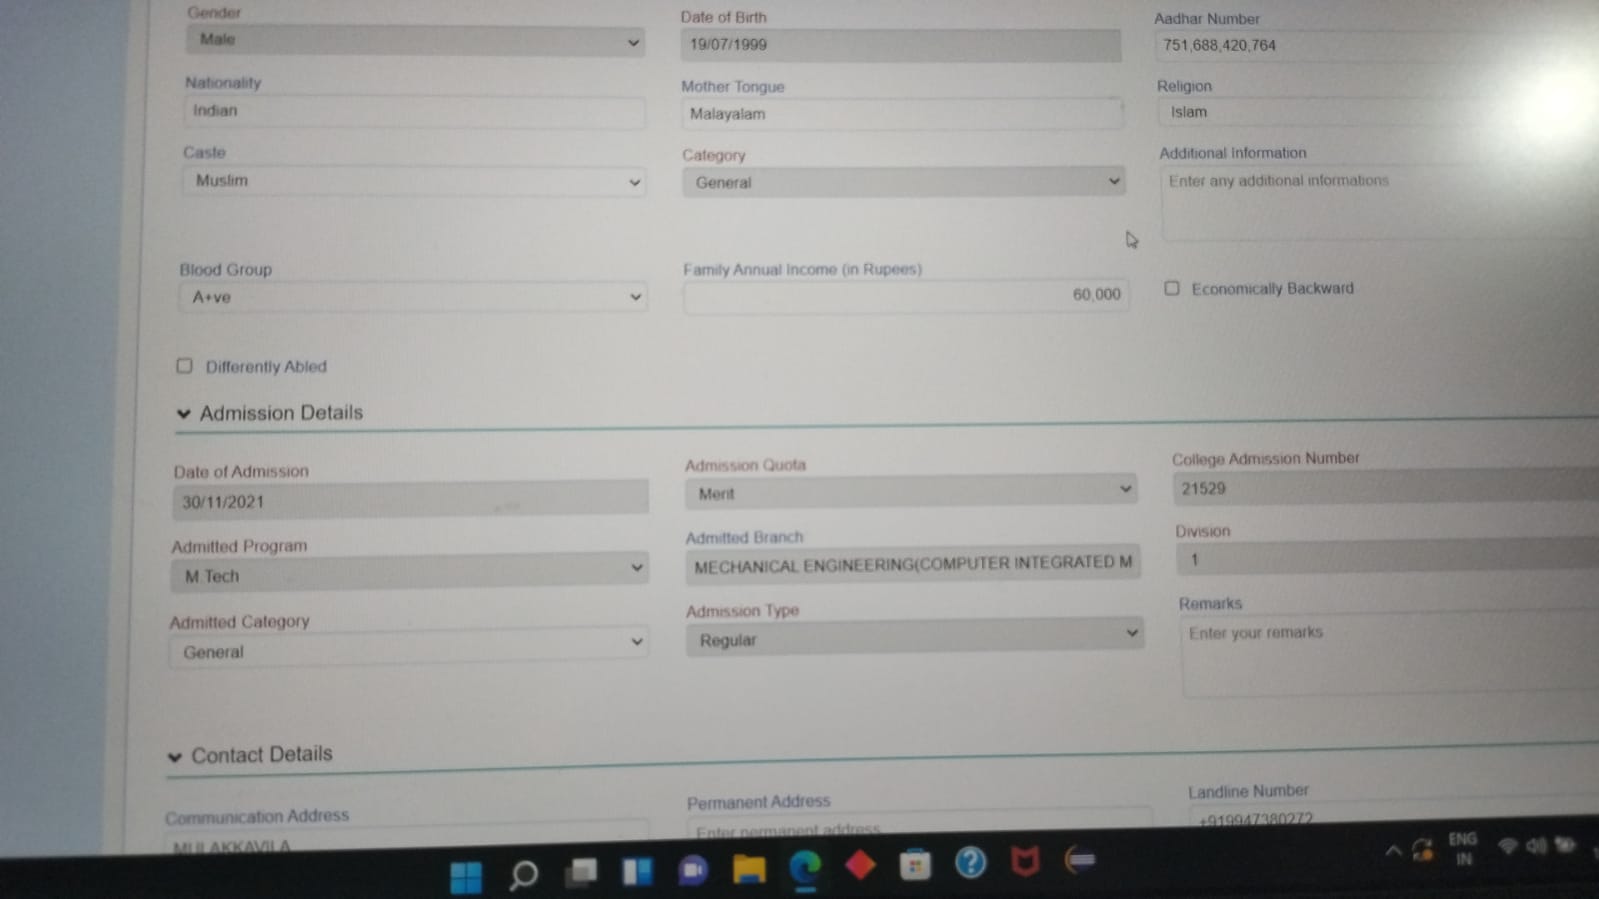 Gender Date of Birth Aadhar Number
Male 19/07/1999 751,688,420,764
Nationality Mother Tongue Religion
Indian Malayalam Islam
Caste Category Additional Information
Muslim General Enter any additional informations
Blood Group Family Annual Income (in Rupees)
A+ve 60,000 Economically Backward
Differently Abled
Admission Details
Date of Admission Admission Quota College Admission Number
30/11/2021 Merit 21529
Admitted Program Admitted Branch Division
M.Tech MECHANICAL ENGINEERING(COMPUTER INTEGRATED M 1
Admitted Category Admission Type Remarks
General Regular Enter your remarks
Contact Details
Communication Address Permanent Address Landline Number
MULAKKAVILA Enter permanent address +919947380272
ENG
IN